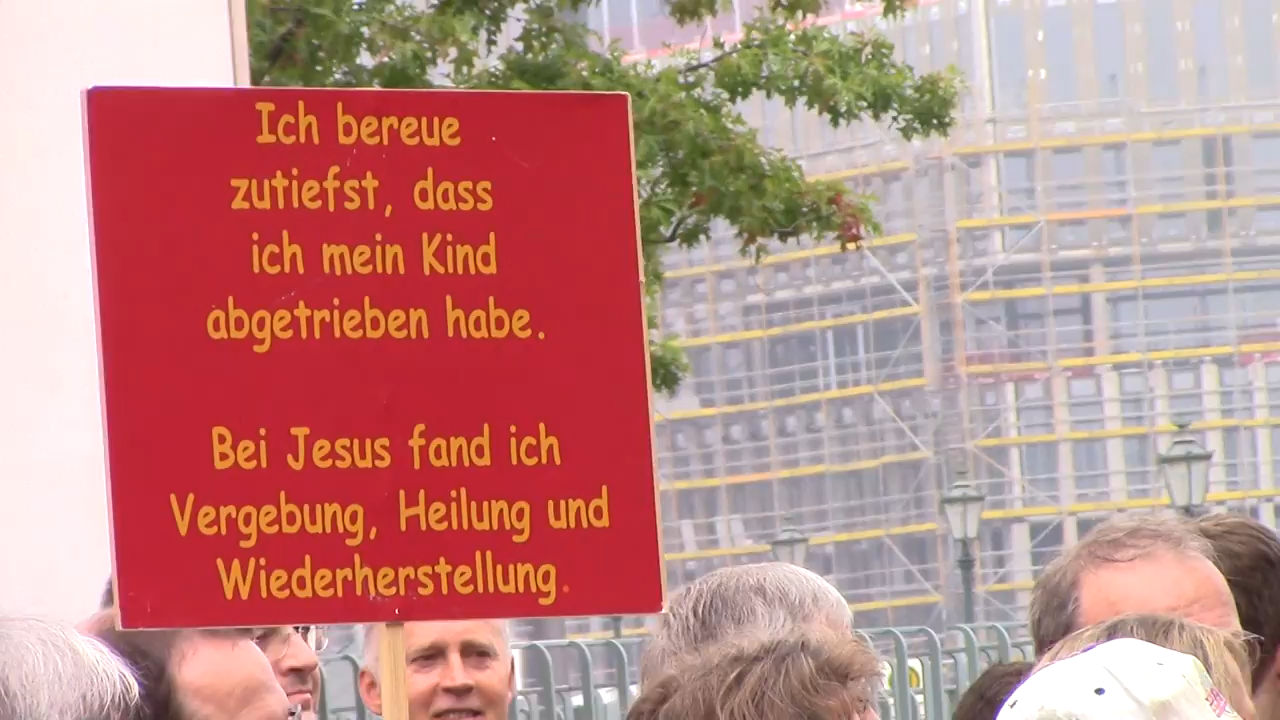 Ich bereue
zutiefst, dass
ich mein Kind
abgetrieben habe.
Bei Jesus fand ich
Vergebung, Heilung und
Wiederherstellung.